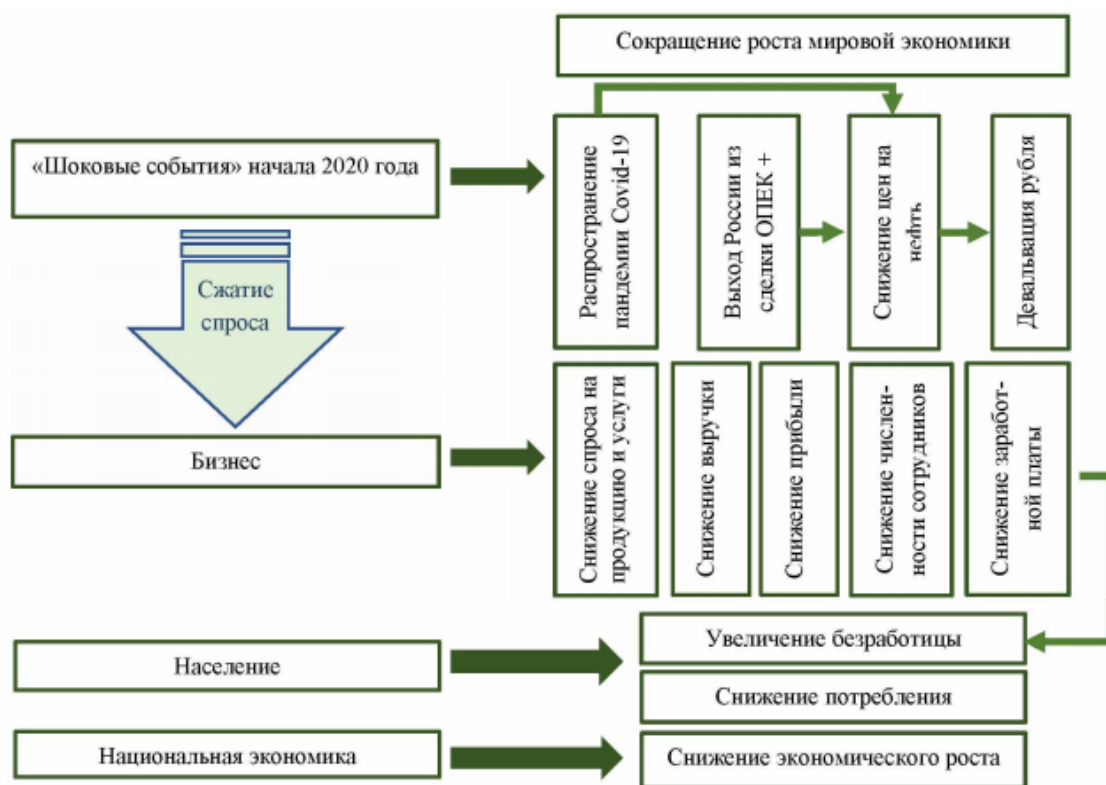 Сокращение роста мировой экономики
«Шоковые события» начала 2020 года
Распространение
пандемии Covid-19
Выход России из
сделки ОПЕК +
Снижение цен на
нефть
Девальвация рубля
Сжатие
спроса
Бизнес
Снижение спроса на
продукцию и услуги
Снижение выручки
Снижение прибыли
Снижение числен-
ности сотрудников
Снижение заработ-
ной платы
Население
Увеличение безработицы
Снижение потребления
Национальная экономика
Снижение экономического роста